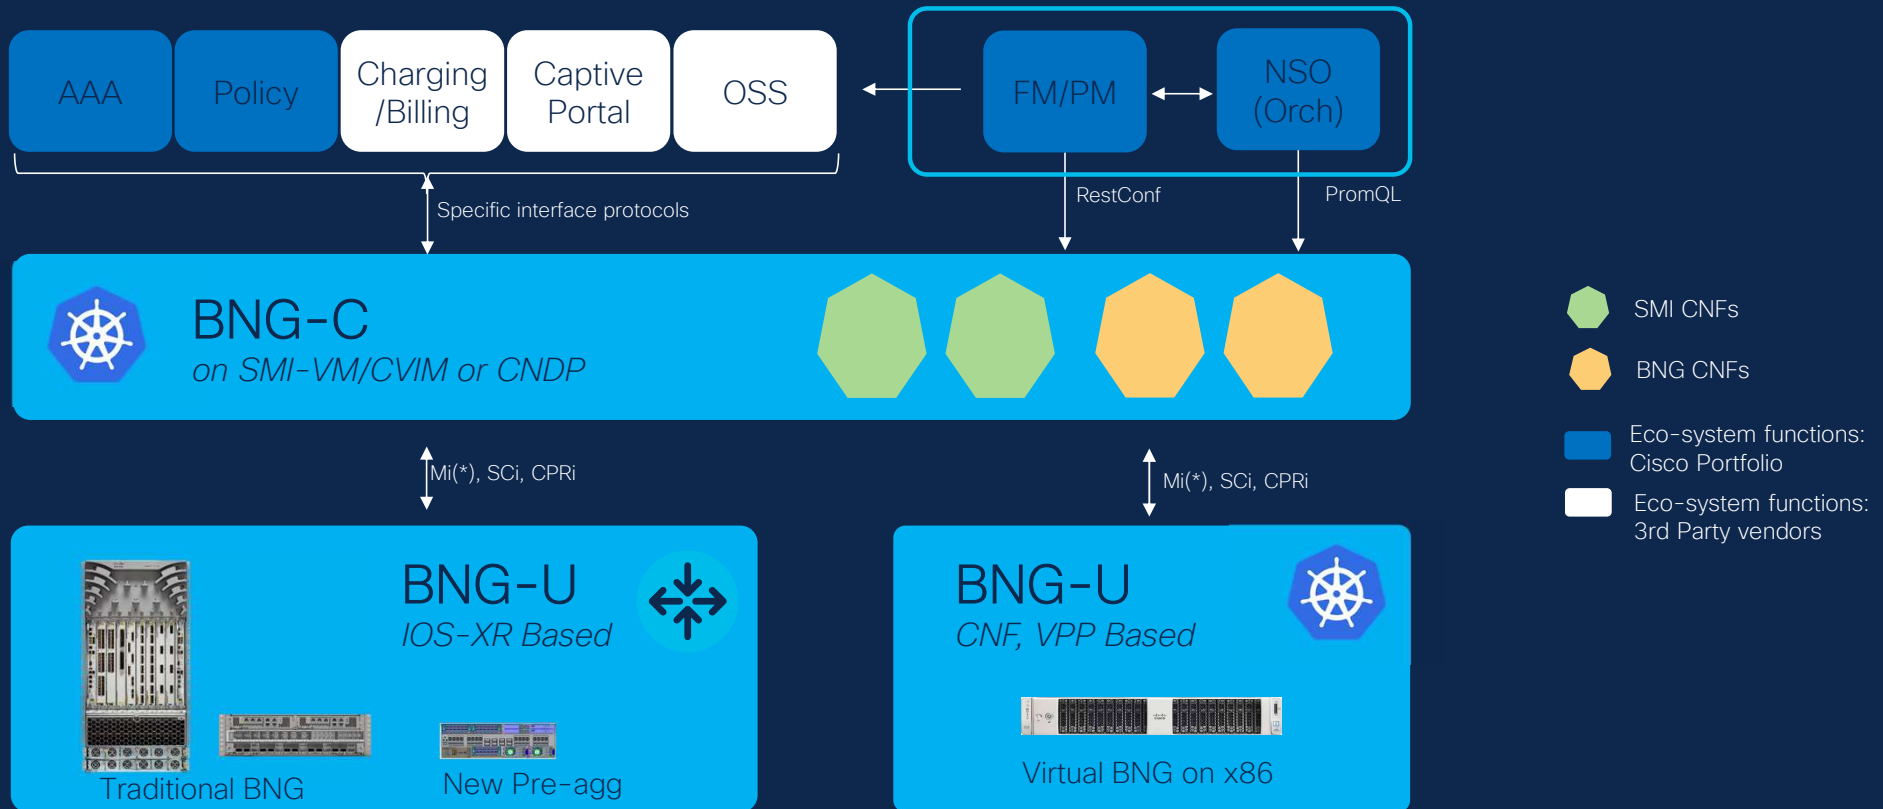 AAA
Policy
Charging
/Billing
Captive
Portal
OSS
FM/PM
NSO
(Orch)
Specific interface protocols
RestConf
PromQL
BNG-C
on SMI-VM/CVIM or CNDP
SMI CNFs
BNG CNFs
Eco-system functions:
Cisco Portfolio
Eco-system functions:
3rd Party vendors
Mi(*), SCi, CPRi
Mi(*), SCi, CPRi
BNG-U
IOS-XR Based
Traditional BNG
New Pre-agg
BNG-U
CNF, VPP Based
Virtual BNG on x86